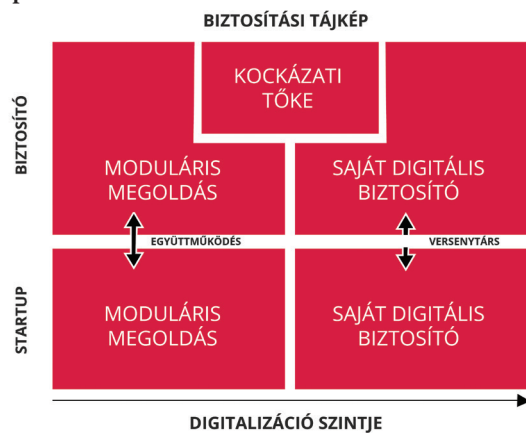 BIZTOSÍTÁSI TÁJKÉP
BIZTOSÍTÓ
KOCKÁZATI
TŐKE
MODULÁRIS
MEGOLDÁS
SAJÁT DIGITÁLIS
BIZTOSÍTÓ
EGYÜTTMŰKÖDÉS
VERSENYTÁRS
STARTUP
MODULÁRIS
MEGOLDÁS
SAJÁT DIGITÁLIS
BIZTOSÍTÓ
DIGITALIZÁCIÓ SZINTJE